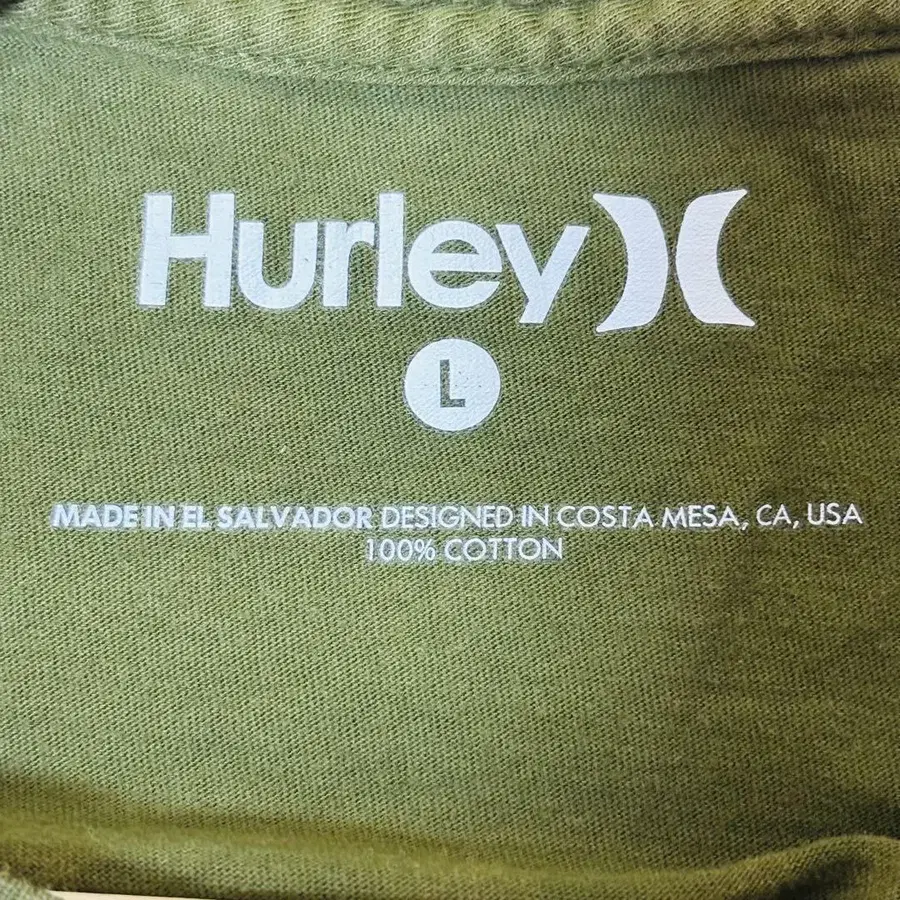 Hurley
L
MADE IN EL SALVADOR DESIGNED IN COSTA MESA, CA, USA
100% COTTON